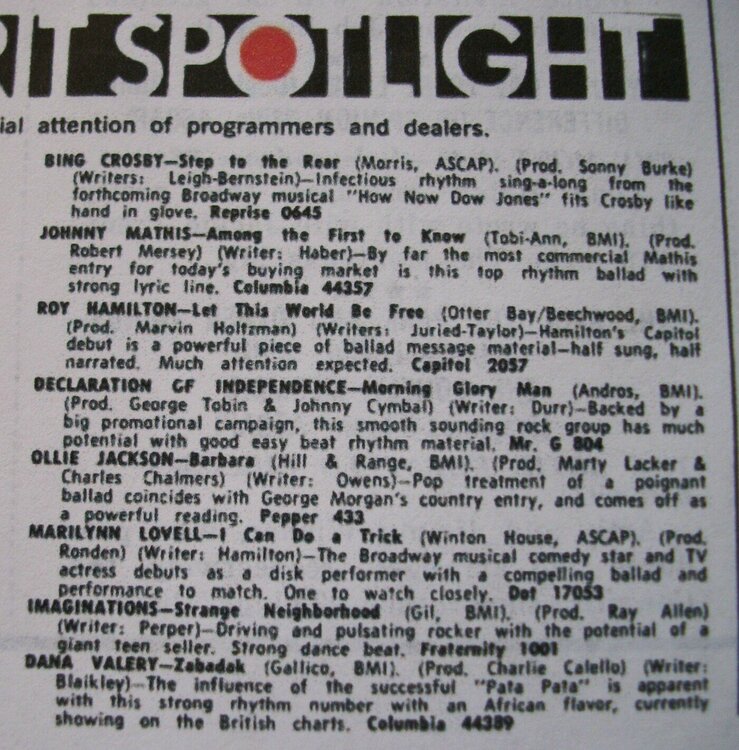 RT SPOTLIGHT
ial attention of programmers and dealers.
BING CROSBY—Step to the Rear (Morris, ASCAP). (Prod. Sonny Burke)
(Writers: Leigh-Bernstein)—Infectious rhythm sing-a-long from the
forthcoming Broadway musical "How Now Dow Jones" fits Crosby like
hand in glove. Reprise 0645
JOHNNY MATHIS—Among the First to Know (Tobi-Ann, BMI). (Prod.
Robert Mersey) (Writer: Haber)—By far the most commercial Mathis
entry for today's buying market is this top rhythm ballad with
strong lyric line. Columbia 44357
ROY HAMILTON—Let This World Be Free (Otter Bay/Beechwood, BMI).
(Prod. Marvin Holtzman) (Writers: Juried-Taylor)—Hamilton's Capitol
debut is a powerful piece of ballad message material—half sung, half
narrated. Much attention expected. Capitol 2057
DECLARATION OF INDEPENDENCE—Morning Glory Man (Andros, BMI).
(Prod. George Tobin & Johnny Cymbal) (Writer: Durr)—Backed by a
big promotional campaign, this smooth sounding rock group has much
potential with good easy beat rhythm material. Mr. G 804
OLLIE JACKSON—Barbara (Hill & Range, BMI). (Prod. Marty Lacker &
Charles Chalmers) (Writer: Owens)—Pop treatment of a poignant
ballad coincides with George Morgan's country entry, and comes off as
a powerful reading. Pepper 433
MARILYNN LOVELL—I Can Do a Trick (Winton House, ASCAP). (Prod.
Ronden) (Writer: Hamilton)—The Broadway musical comedy star and TV
actress debuts as a disk performer with a compelling ballad and
performance to match. One to watch closely. Dot 17053
IMAGINATIONS—Strange Neighborhood (Gil, BMI). (Prod. Ray Allen)
(Writer: Perper)—Driving and pulsating rocker with the potential of a
giant teen seller. Strong dance beat. Fraternity 1001
DANA VALERY—Zabadak (Gallico, BMI). (Prod. Charlie Calello) (Writer:
Blaikley)—The influence of the successful "Pata Pata" is apparent
with this strong rhythm number with an African flavor, currently
showing on the British charts. Columbia 44389